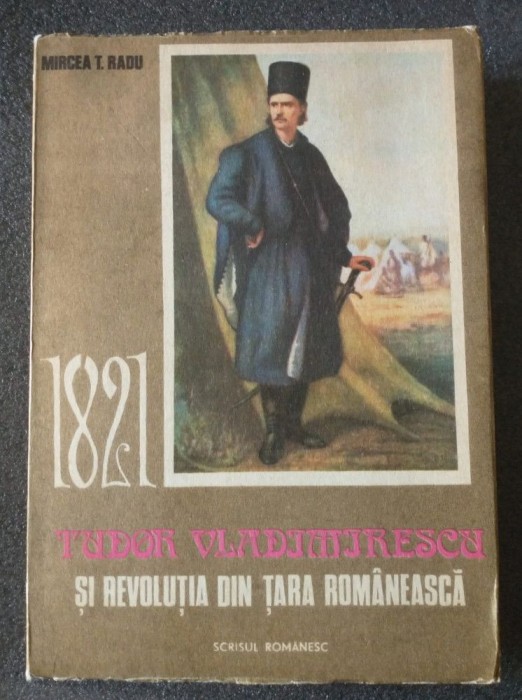 MIRCEA T. RADU
1821
TUDOR VLADIMIRESCU
ȘI REVOLUȚIA DIN ȚARA ROMÂNEASCĂ
SCRISUL ROMÂNESC